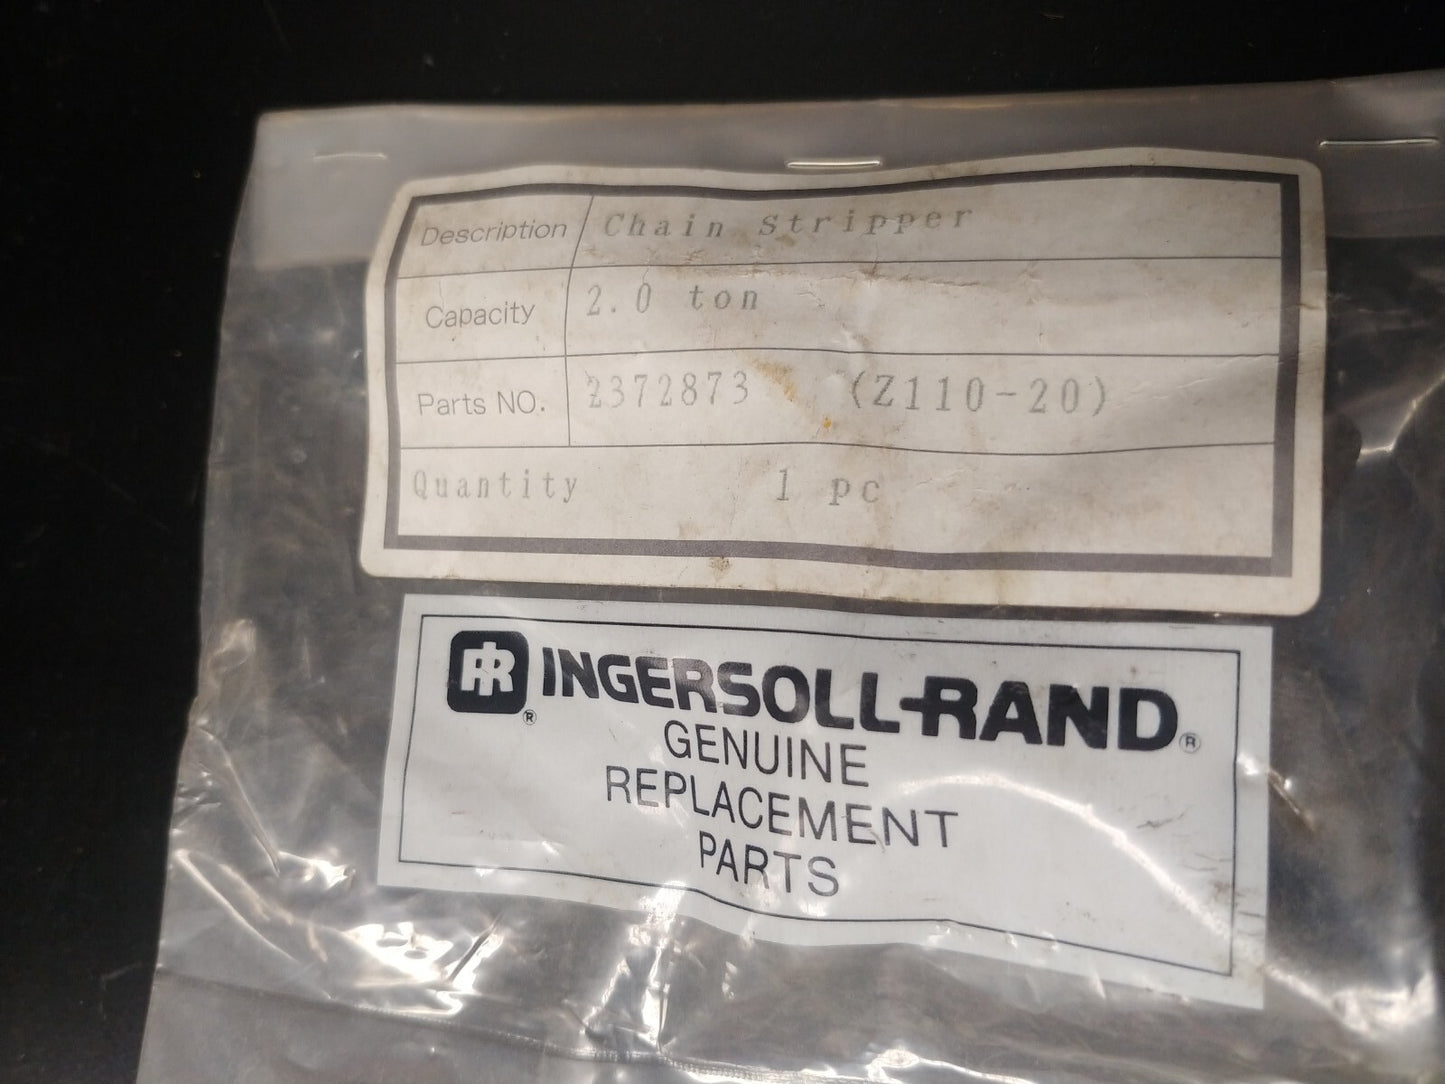 Description Chain Stripper
Capacity 2.0 ton
Parts NO. 2372873 (Z110-20)
Quantity 1 pc
IR ® INGERSOLL-RAND ®
GENUINE
REPLACEMENT
PARTS